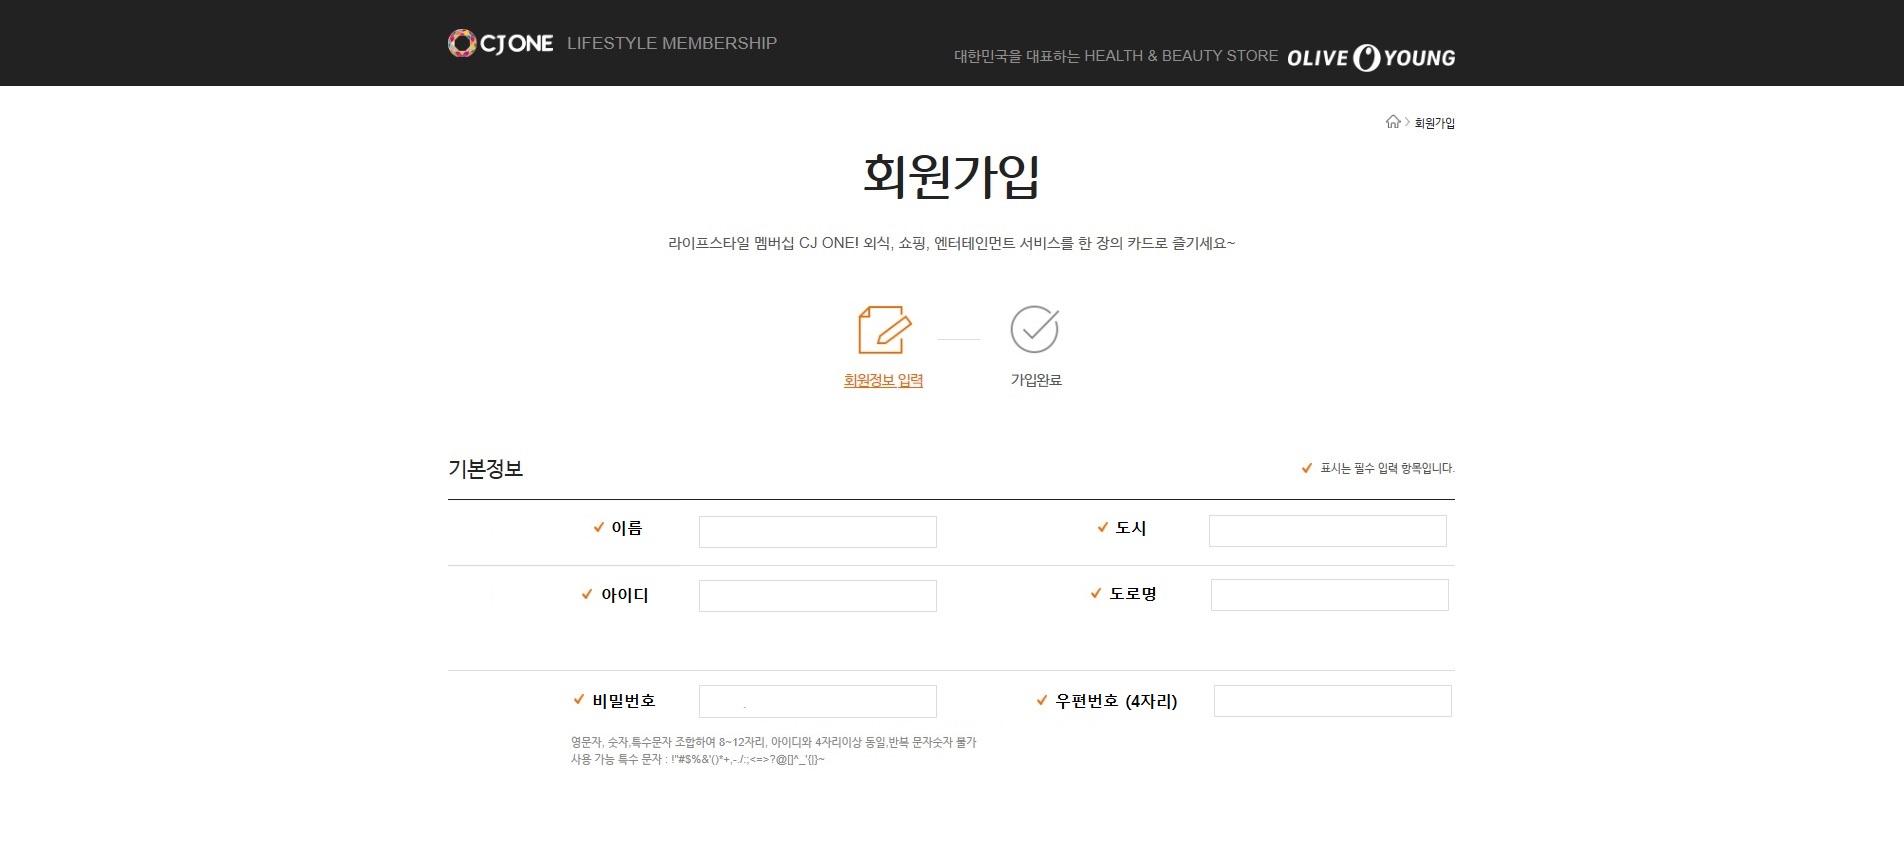 CJ ONE LIFESTYLE MEMBERSHIP
대한민국을 대표하는 HEALTH & BEAUTY STORE OLIVE YOUNG
> 회원가입
회원가입
라이프스타일 멤버십 CJ ONE! 외식, 쇼핑, 엔터테인먼트 서비스를 한 장의 카드로 즐기세요~
회원정보 입력
가입완료
기본정보
표시는 필수 입력 항목입니다.
이름
도시
아이디
도로명
비밀번호
우편번호 (4자리)
영문자, 숫자,특수문자 조합하여 8~12자리, 아이디와 4자리이상 동일,반복 문자숫자 불가
사용 가능 특수 문자 : !"#$%&'()*+,-./:;<=>?@[]^_'{|}~